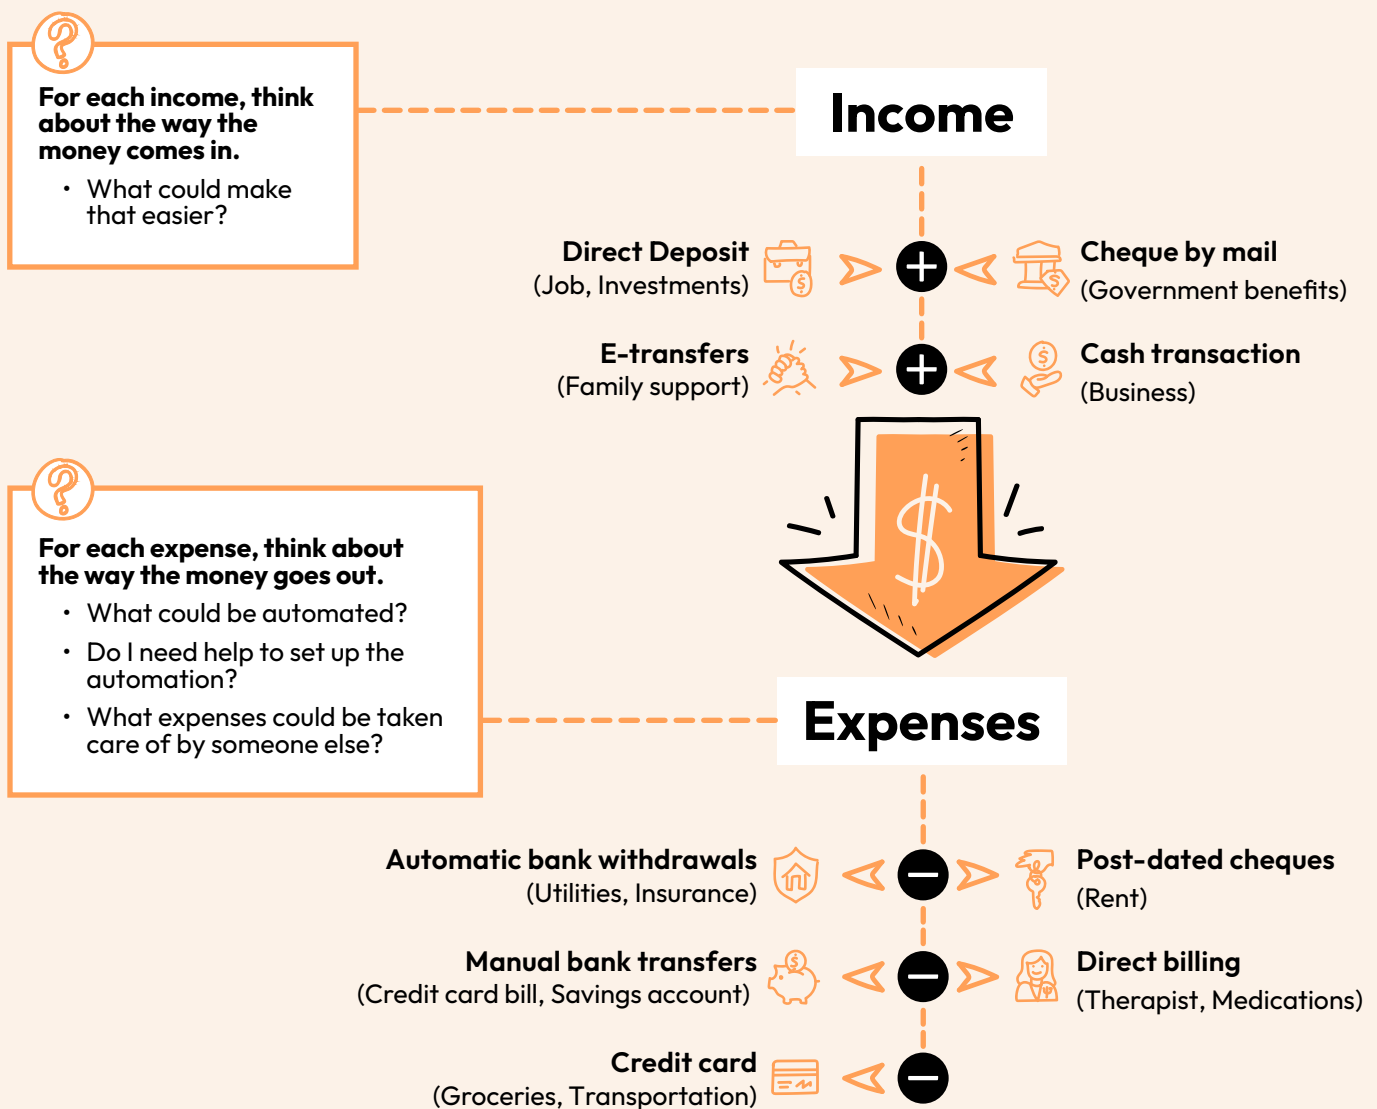 For each income, think
about the way the
money comes in.
• What could make
that easier?
Income
Direct Deposit
(Job, Investments)
Cheque by mail
(Government benefits)
E-transfers
(Family support)
Cash transaction
(Business)
$
For each expense, think about
the way the money goes out.
• What could be automated?
• Do I need help to set up the
automation?
• What expenses could be taken
care of by someone else?
Expenses
Automatic bank withdrawals
(Utilities, Insurance)
Post-dated cheques
(Rent)
Manual bank transfers
(Credit card bill, Savings account)
Direct billing
(Therapist, Medications)
Credit card
(Groceries, Transportation)